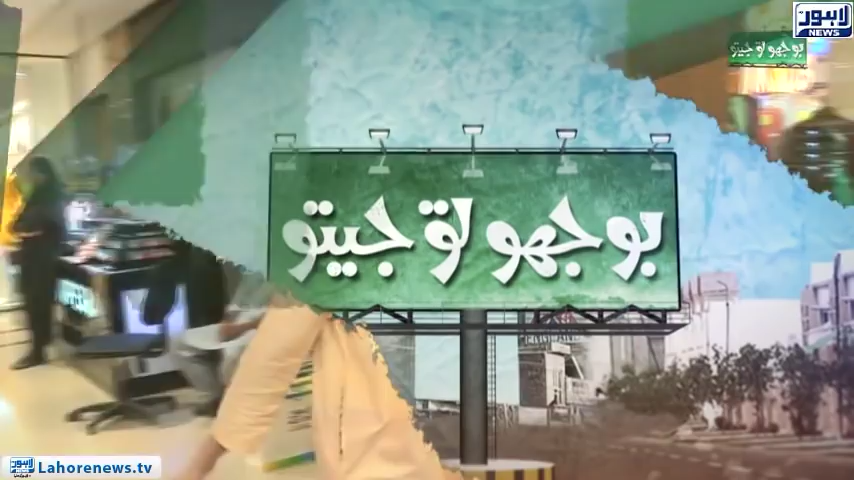 لاہور
NEWS
بوجھو تو جیتو
بوجھو تو جیتو
لاہور
Lahorenews.tv